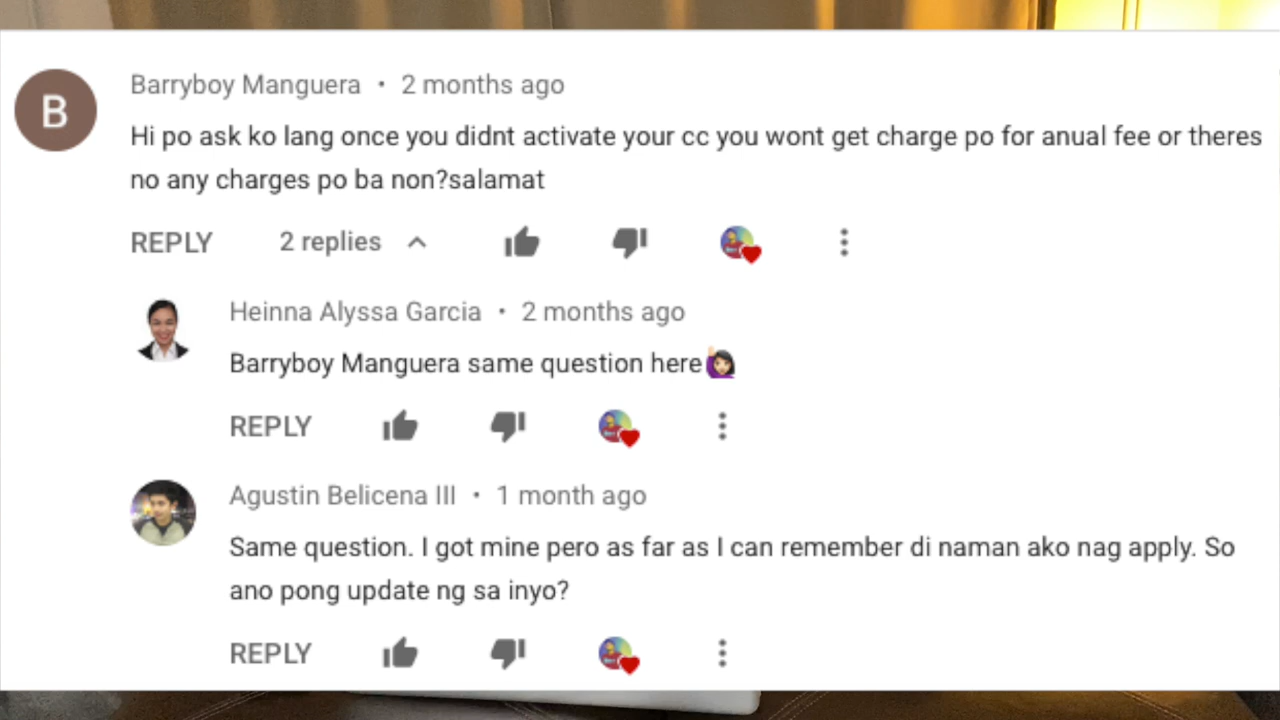 B
Barryboy Manguera • 2 months ago
Hi po ask ko lang once you didnt activate your cc you wont get charge po for anual fee or theres
no any charges po ba non?salamat
REPLY 2 replies
Heinna Alyssa Garcia • 2 months ago
Barryboy Manguera same question here🙋🏻‍♀️
REPLY
Agustin Belicena III • 1 month ago
Same question. I got mine pero as far as I can remember di naman ako nag apply. So
ano pong update ng sa inyo?
REPLY